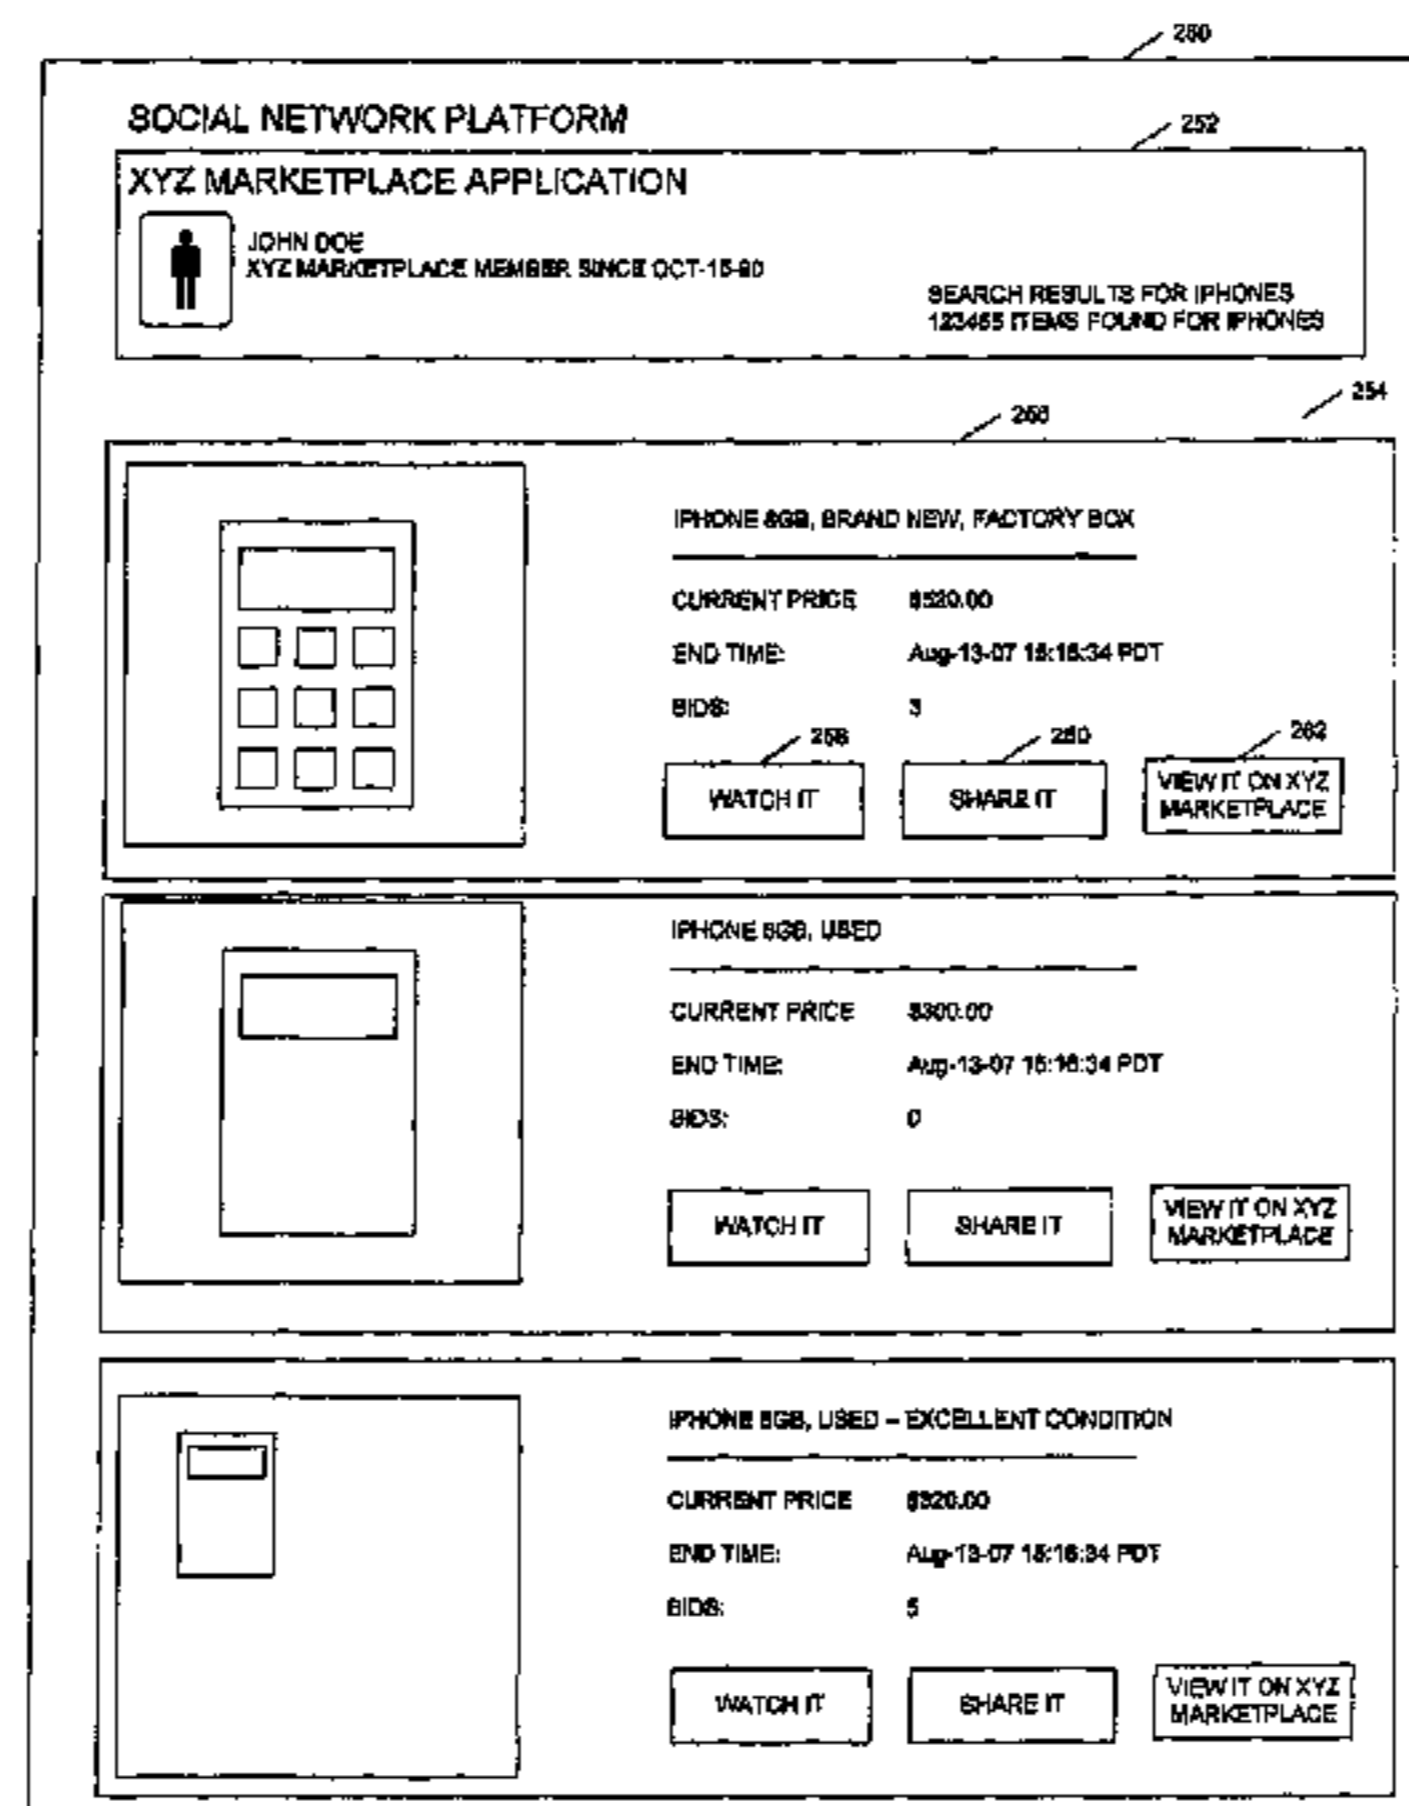 250
SOCIAL NETWORK PLATFORM
252
XYZ MARKETPLACE APPLICATION
JOHN DOE
XYZ MARKETPLACE MEMBER SINCE OCT-15-90
SEARCH RESULTS FOR IPHONES
123455 ITEMS FOUND FOR IPHONES
254
256
IPHONE 8GB, BRAND NEW, FACTORY BOX
CURRENT PRICE $520.00
END TIME: Aug-13-07 15:16:34 PDT
BIDS: 3
258 260 262
WATCH IT SHARE IT VIEW IT ON XYZ
MARKETPLACE
IPHONE 8GB, USED
CURRENT PRICE $300.00
END TIME: Aug-13-07 15:16:34 PDT
BIDS: 0
WATCH IT SHARE IT VIEW IT ON XYZ
MARKETPLACE
IPHONE 8GB, USED – EXCELLENT CONDITION
CURRENT PRICE $320.00
END TIME: Aug-13-07 15:16:34 PDT
BIDS: 5
WATCH IT SHARE IT VIEW IT ON XYZ
MARKETPLACE